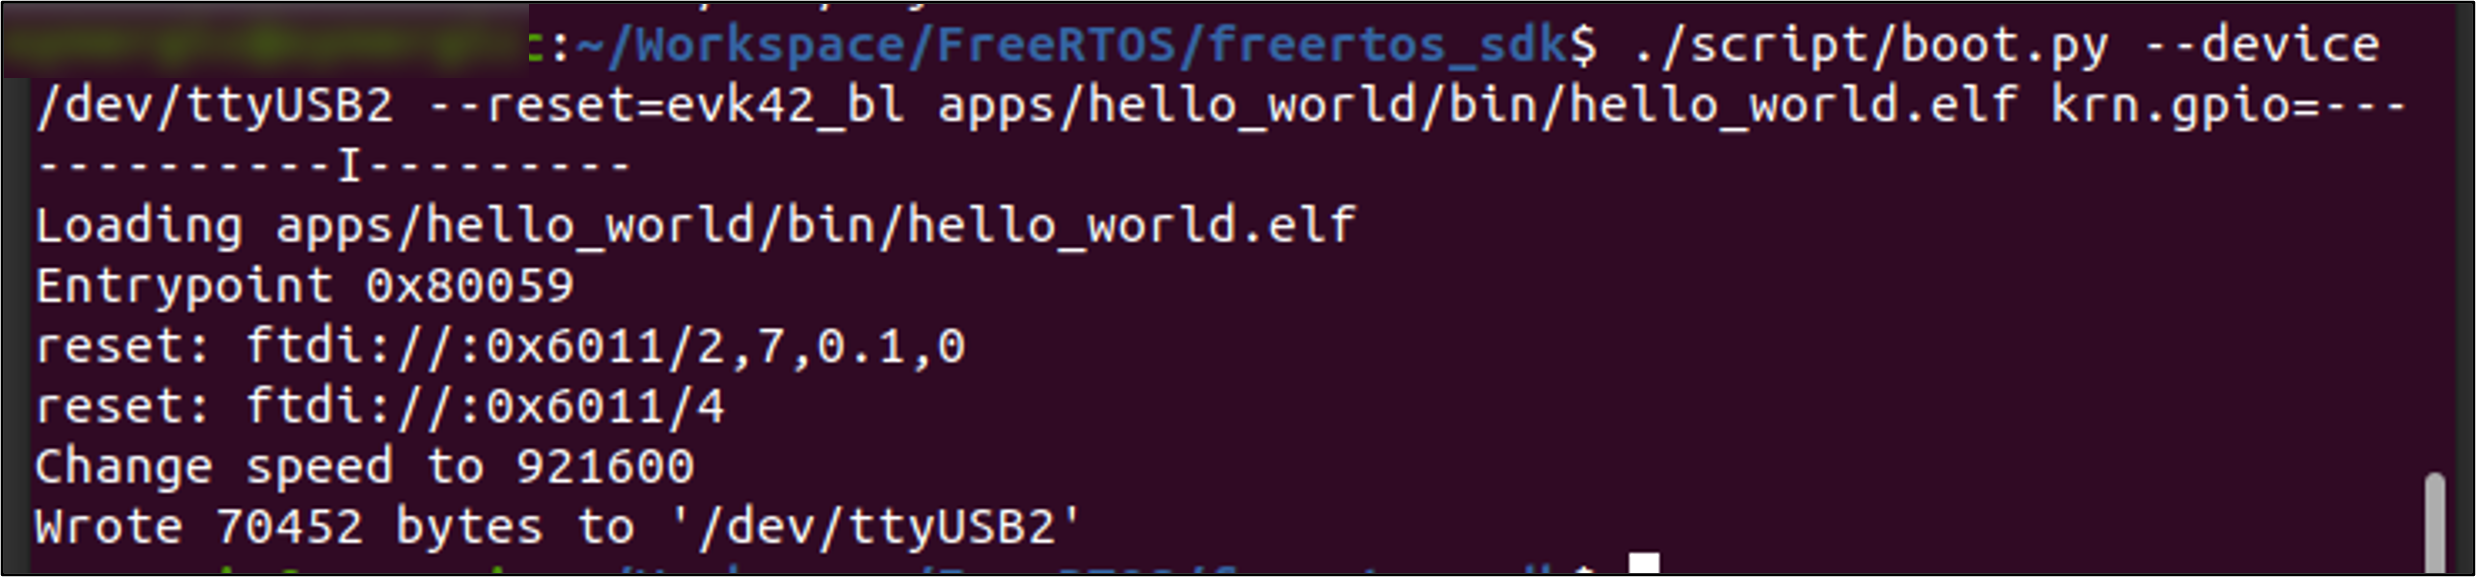 :~/Workspace/FreeRTOS/freertos_sdk$ ./script/boot.py --device
/dev/ttyUSB2 --reset=evk42_bl apps/hello_world/bin/hello_world.elf krn.gpio=---
----------I---------
Loading apps/hello_world/bin/hello_world.elf
Entrypoint 0x80059
reset: ftdi://:0x6011/2,7,0.1,0
reset: ftdi://:0x6011/4
Change speed to 921600
Wrote 70452 bytes to '/dev/ttyUSB2'